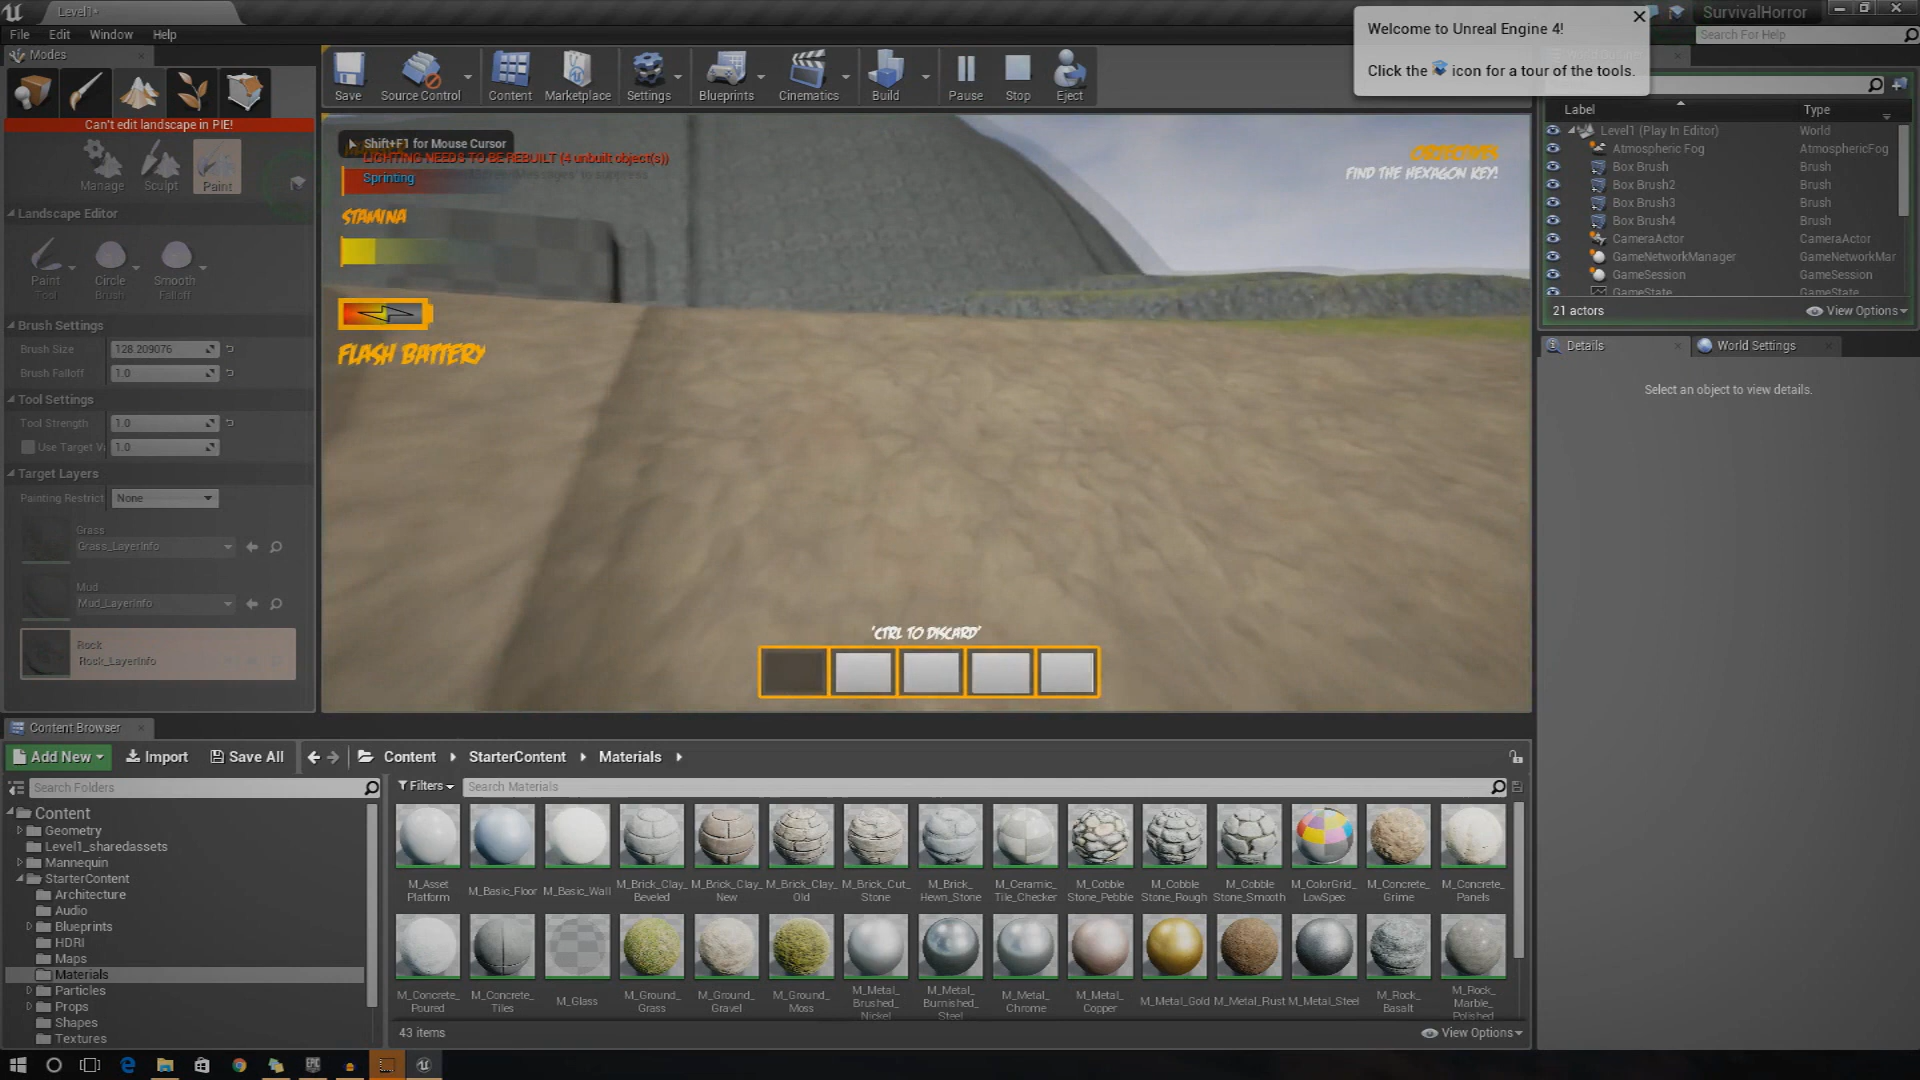 Level1*
SurvivalHorror
File Edit Window Help
Search For Help
Welcome to Unreal Engine 4!
Click the icon for a tour of the tools.
Modes
Save
Source Control
Content
Marketplace
Settings
Blueprints
Cinematics
Build
Pause
Stop
Eject
Can't edit landscape in PIE!
Manage
Sculpt
Paint
Landscape Editor
Paint
Tool
Circle
Brush
Smooth
Falloff
Brush Settings
Brush Size 128.209076
Brush Falloff 1.0
Tool Settings
Tool Strength 1.0
Use Target V 1.0
Target Layers
Painting Restrict None
Grass
Grass_LayerInfo
Mud
Mud_LayerInfo
Rock
Rock_LayerInfo
Shift+F1 for Mouse Cursor
LIGHTING NEEDS TO BE REBUILT (4 unbuilt object(s))
Sprinting
STAMINA
FLASH BATTERY
OBJECTIVES
FIND THE HEXAGON KEY!
'CTRL TO DISCARD'
Label Type
Level1 (Play In Editor) World
Atmospheric Fog AtmosphericFog
Box Brush Brush
Box Brush2 Brush
Box Brush3 Brush
Box Brush4 Brush
CameraActor CameraActor
GameNetworkManager GameNetworkMar
GameSession GameSession
GameState GameState
21 actors
View Options
Details
World Settings
Select an object to view details.
Content Browser
Add New
Import
Save All
Content
StarterContent
Materials
Search Folders
Filters
Search Materials
Content
Geometry
Level1_sharedassets
Mannequin
StarterContent
Architecture
Audio
Blueprints
HDRI
Maps
Materials
Particles
Props
Shapes
Textures
M_Asset
Platform
M_Basic_Floor
M_Basic_Wall
M_Brick_Clay_
Beveled
M_Brick_Clay_
New
M_Brick_Clay_
Old
M_Brick_Cut_
Stone
M_Brick_
Hewn_Stone
M_Ceramic_
Tile_Checker
M_Cobble
Stone_Pebble
M_Cobble
Stone_Rough
M_Cobble
Stone_Smooth
M_ColorGrid_
LowSpec
M_Concrete_
Grime
M_Concrete_
Panels
M_Concrete_
Poured
M_Concrete_
Tiles
M_Glass
M_Ground_
Grass
M_Ground_
Gravel
M_Ground_
Moss
M_Metal_
Brushed_
Nickel
M_Metal_
Burnished_
Steel
M_Metal_
Chrome
M_Metal_
Copper
M_Metal_Gold
M_Metal_Rust
M_Metal_Steel
M_Rock_
Basalt
M_Rock_
Marble_
Polished
43 items
View Options